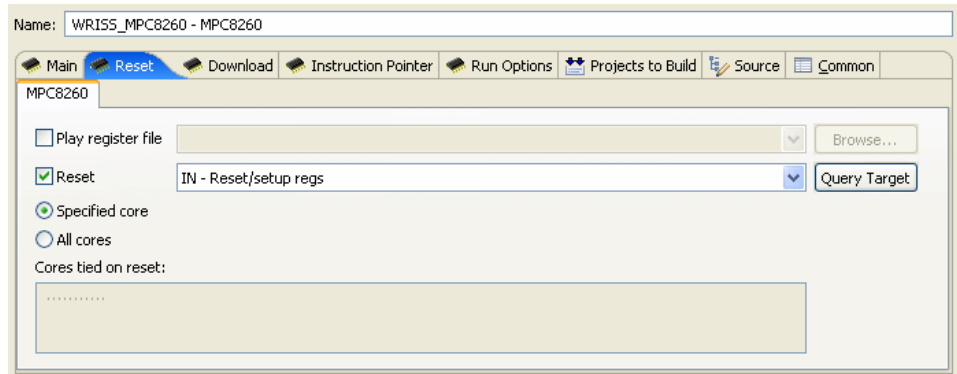 Name: WRISS_MPC8260 - MPC8260
Main Reset Download Instruction Pointer Run Options Projects to Build Source Common
MPC8260
Play register file Browse...
Reset IN - Reset/setup regs Query Target
Specified core
All cores
Cores tied on reset:
...........